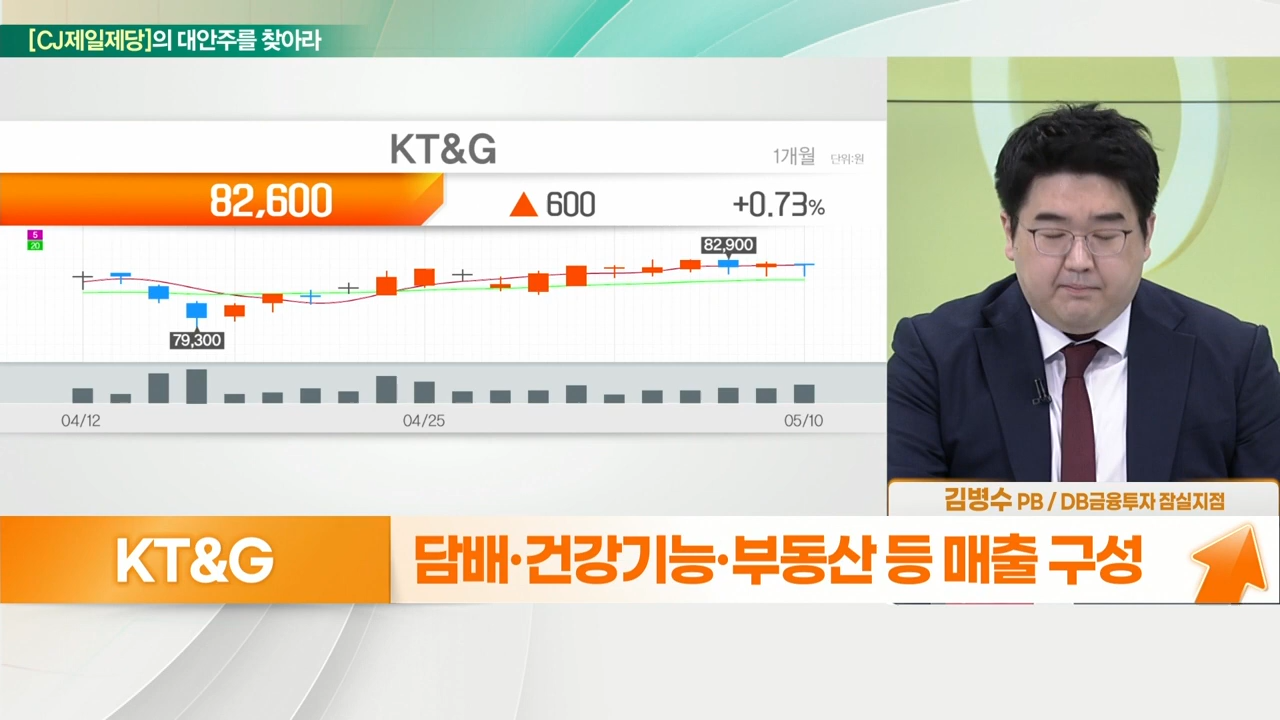 [CJ제일제당]의 대안주를 찾아라
KT&G
1개월 단위:원
82,600 ▲ 600 +0.73%
5
20
82,900
79,300
04/12 04/25 05/10
김병수 PB / DB금융투자 잠실지점
KT&G 담배·건강기능·부동산 등 매출 구성